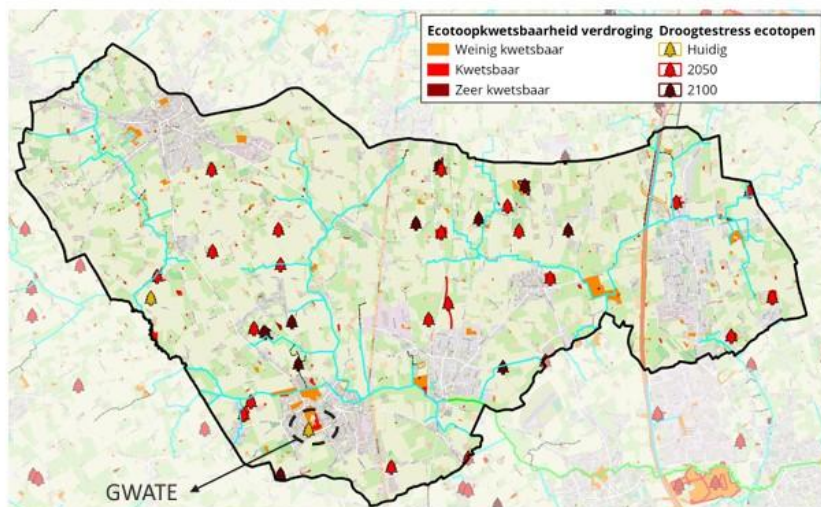 Ecotoopkwetsbaarheid verdroging
Weinig kwetsbaar
Kwetsbaar
Zeer kwetsbaar
Droogtestress ecotopen
Huidig
2050
2100
GWATE